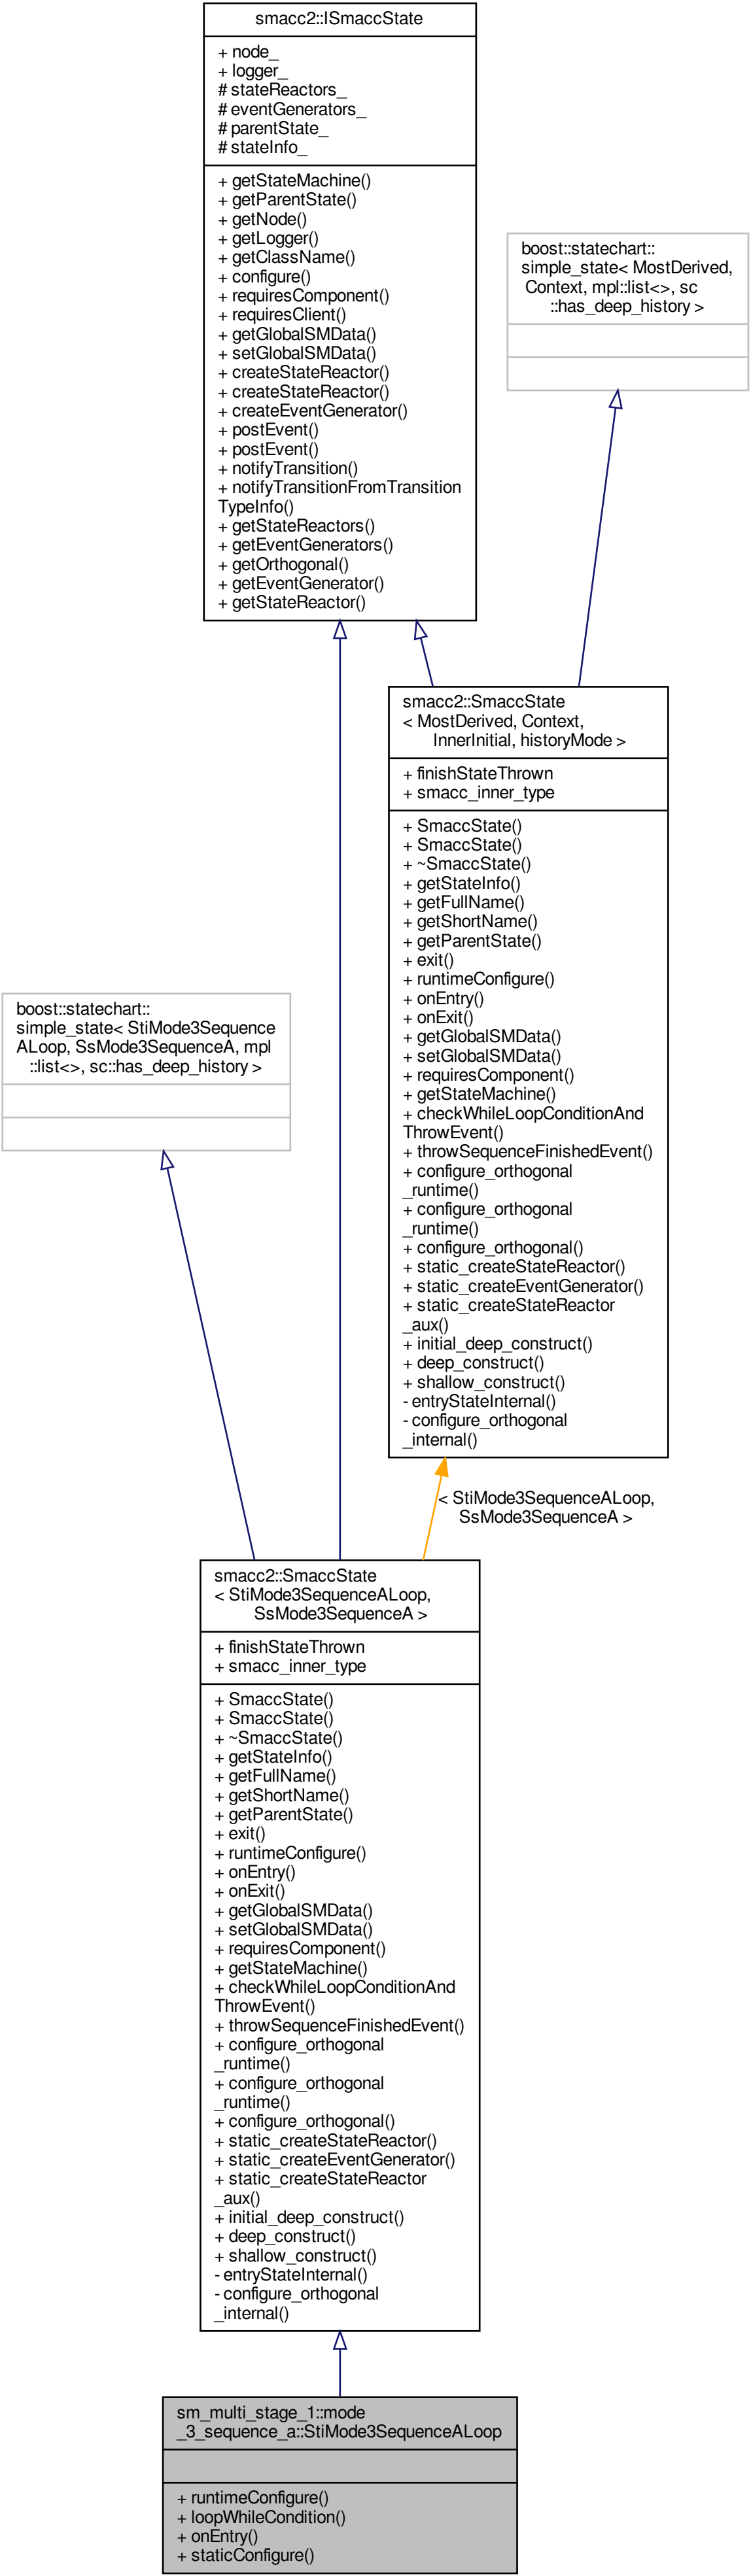 smacc2::ISmaccState
+ node_
+ logger_
# stateReactors_
# eventGenerators_
# parentState_
# stateInfo_
+ getStateMachine()
+ getParentState()
+ getNode()
+ getLogger()
+ getClassName()
+ configure()
+ requiresComponent()
+ requiresClient()
+ getGlobalSMData()
+ setGlobalSMData()
+ createStateReactor()
+ createStateReactor()
+ createEventGenerator()
+ postEvent()
+ postEvent()
+ notifyTransition()
+ notifyTransitionFromTransition
TypeInfo()
+ getStateReactors()
+ getEventGenerators()
+ getOrthogonal()
+ getEventGenerator()
+ getStateReactor()
boost::statechart::
simple_state< MostDerived,
Context, mpl::list<>, sc
::has_deep_history >
smacc2::SmaccState
< MostDerived, Context,
InnerInitial, historyMode >
+ finishStateThrown
+ smacc_inner_type
+ SmaccState()
+ SmaccState()
+ ~SmaccState()
+ getStateInfo()
+ getFullName()
+ getShortName()
+ getParentState()
+ exit()
+ runtimeConfigure()
+ onEntry()
+ onExit()
+ getGlobalSMData()
+ setGlobalSMData()
+ requiresComponent()
+ getStateMachine()
+ checkWhileLoopConditionAnd
ThrowEvent()
+ throwSequenceFinishedEvent()
+ configure_orthogonal
_runtime()
+ configure_orthogonal
_runtime()
+ configure_orthogonal()
+ static_createStateReactor()
+ static_createEventGenerator()
+ static_createStateReactor
_aux()
+ initial_deep_construct()
+ deep_construct()
+ shallow_construct()
- entryStateInternal()
- configure_orthogonal
_internal()
boost::statechart::
simple_state< StiMode3Sequence
ALoop, SsMode3SequenceA, mpl
::list<>, sc::has_deep_history >
< StiMode3SequenceALoop,
SsMode3SequenceA >
smacc2::SmaccState
< StiMode3SequenceALoop,
SsMode3SequenceA >
+ finishStateThrown
+ smacc_inner_type
+ SmaccState()
+ SmaccState()
+ ~SmaccState()
+ getStateInfo()
+ getFullName()
+ getShortName()
+ getParentState()
+ exit()
+ runtimeConfigure()
+ onEntry()
+ onExit()
+ getGlobalSMData()
+ setGlobalSMData()
+ requiresComponent()
+ getStateMachine()
+ checkWhileLoopConditionAnd
ThrowEvent()
+ throwSequenceFinishedEvent()
+ configure_orthogonal
_runtime()
+ configure_orthogonal
_runtime()
+ configure_orthogonal()
+ static_createStateReactor()
+ static_createEventGenerator()
+ static_createStateReactor
_aux()
+ initial_deep_construct()
+ deep_construct()
+ shallow_construct()
- entryStateInternal()
- configure_orthogonal
_internal()
sm_multi_stage_1::mode
_3_sequence_a::StiMode3SequenceALoop
+ runtimeConfigure()
+ loopWhileCondition()
+ onEntry()
+ staticConfigure()